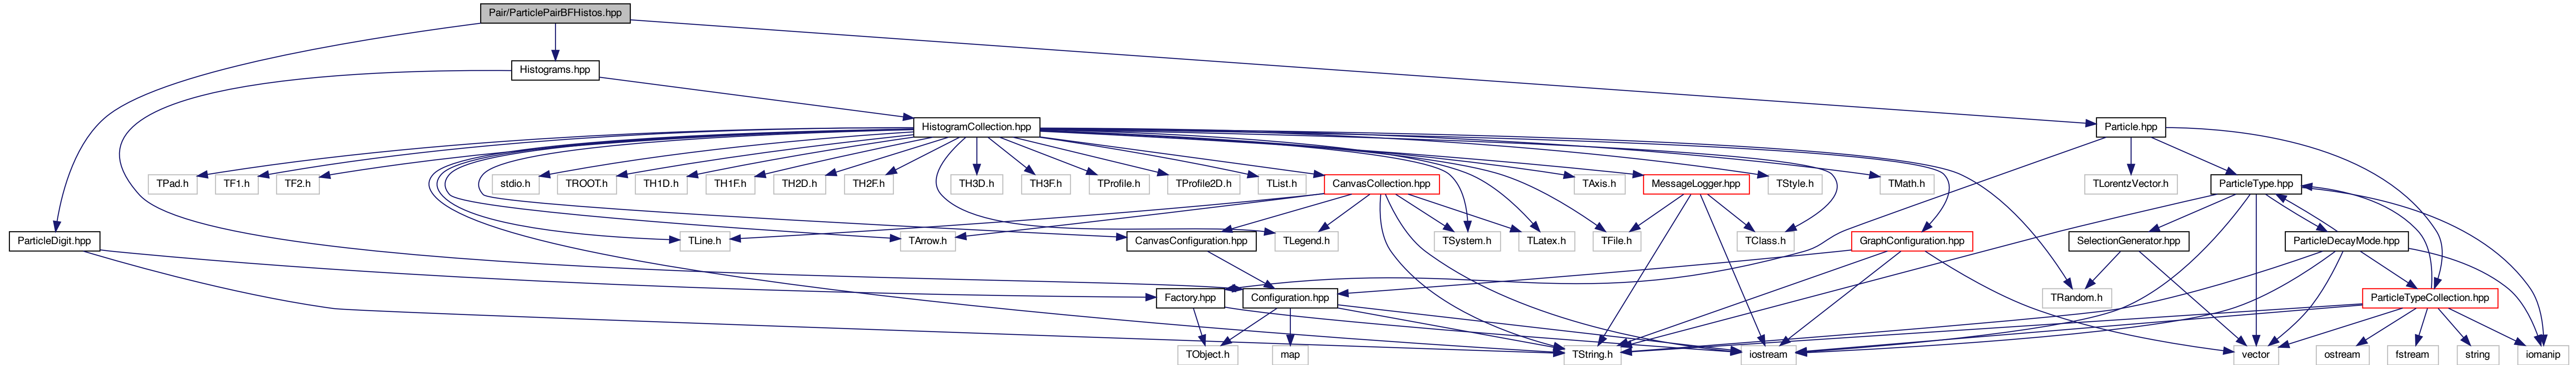 Pair/ParticlePairBFHistos.hpp
Histograms.hpp
HistogramCollection.hpp
Particle.hpp
TPad.h
TF1.h
TF2.h
stdio.h
TROOT.h
TH1D.h
TH1F.h
TH2D.h
TH2F.h
TH3D.h
TH3F.h
TProfile.h
TProfile2D.h
TList.h
CanvasCollection.hpp
TAxis.h
MessageLogger.hpp
TStyle.h
TMath.h
TLorentzVector.h
ParticleType.hpp
ParticleDigit.hpp
TLine.h
TArrow.h
CanvasConfiguration.hpp
TLegend.h
TSystem.h
TLatex.h
TFile.h
TClass.h
GraphConfiguration.hpp
SelectionGenerator.hpp
ParticleDecayMode.hpp
Factory.hpp
Configuration.hpp
TRandom.h
ParticleTypeCollection.hpp
TObject.h
map
TString.h
iostream
vector
ostream
fstream
string
iomanip